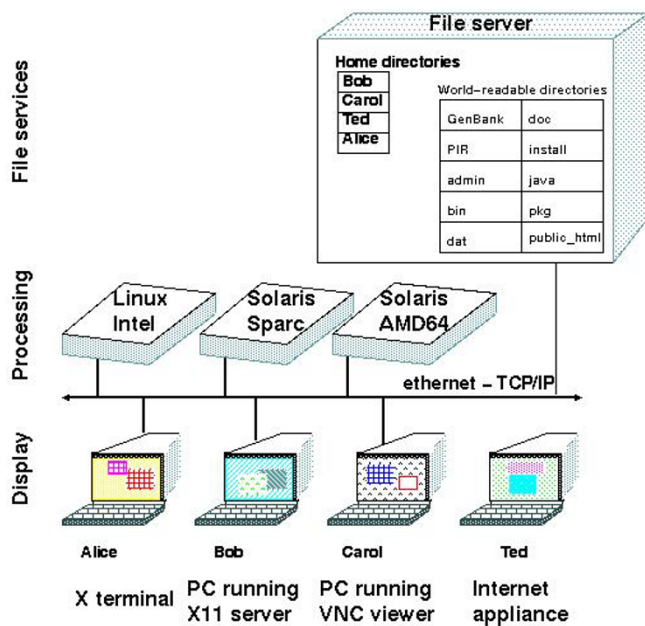 File server
Home directories
Bob
Carol
Ted
Alice
World-readable directories
GenBank doc
PIR install
admin java
bin pkg
dat public_html
File services
Linux
Intel
Solaris
Sparc
Solaris
AMD64
Processing
ethernet - TCP/IP
Display
Alice
Bob
Carol
Ted
X terminal
PC running
X11 server
PC running
VNC viewer
Internet
appliance